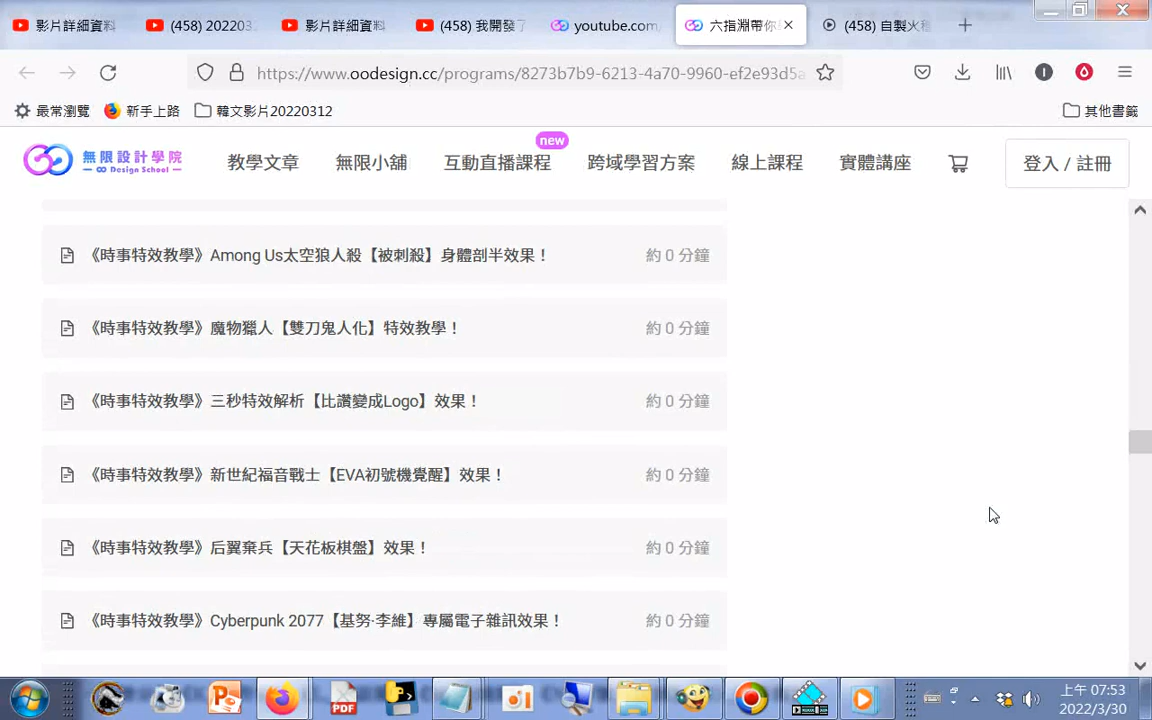 影片詳細資料
(458) 20220
影片詳細資料
(458) 我開發了
youtube.com
六指淵帶你
(458) 自製火
https://www.oodesign.cc/programs/8273b7b9-6213-4a70-9960-ef2e93d5a
最常瀏覽
新手上路
韓文影片20220312
其他書籤
無限設計學院
Design School
教學文章
無限小舖
互動直播課程
new
跨域學習方案
線上課程
實體講座
登入 / 註冊
《時事特效教學》Among Us太空狼人殺【被刺殺】身體剖半效果！
約 0 分鐘
《時事特效教學》魔物獵人【雙刀鬼人化】特效教學！
約 0 分鐘
《時事特效教學》三秒特效解析【比讚變成Logo】效果！
約 0 分鐘
《時事特效教學》新世紀福音戰士【EVA初號機覺醒】效果！
約 0 分鐘
《時事特效教學》后翼棄兵【天花板棋盤】效果！
約 0 分鐘
《時事特效教學》Cyberpunk 2077【基努·李維】專屬電子雜訊效果！
約 0 分鐘
PDF
上午 07:53
2022/3/30